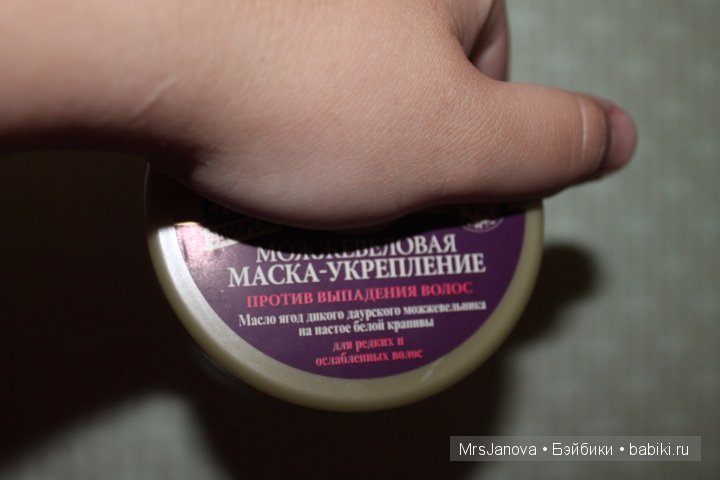 МОЖЖЕВЕЛОВАЯ
МАСКА-УКРЕПЛЕНИЕ
ПРОТИВ ВЫПАДЕНИЯ ВОЛОС
Масло ягод дикого даурского можжевельника
на настое белой крапивы
для редких и
ослабленных волос
MrsJanova • Бэйбики • babiki.ru